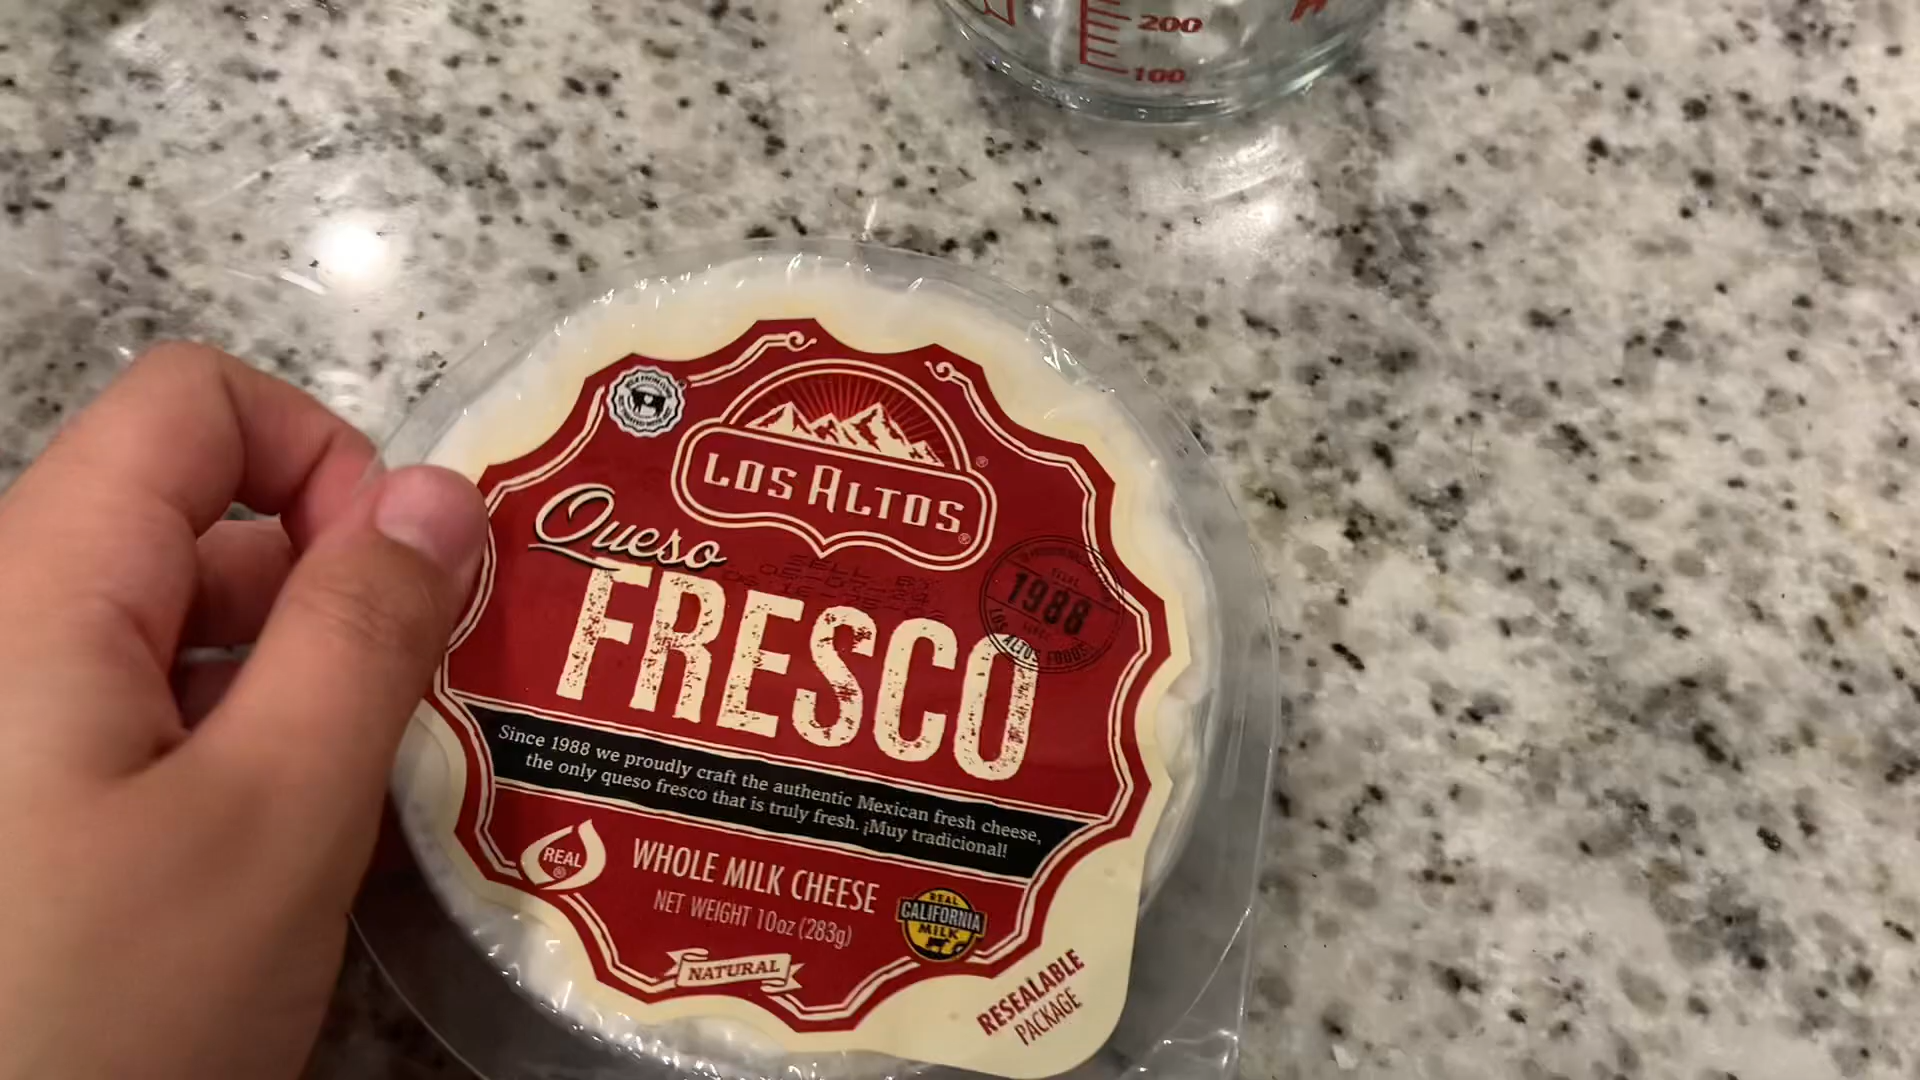 200
100
LOS ALTOS
Queso
SELL BY
FRESCO
1988
LOS ALTOS FOODS
Since 1988 we proudly craft the authentic Mexican fresh cheese,
the only queso fresco that is truly fresh. ¡Muy tradicional!
REAL
WHOLE MILK CHEESE
NET WEIGHT 10oz (283g)
REAL
CALIFORNIA
MILK
NATURAL
RESEALABLE
PACKAGE